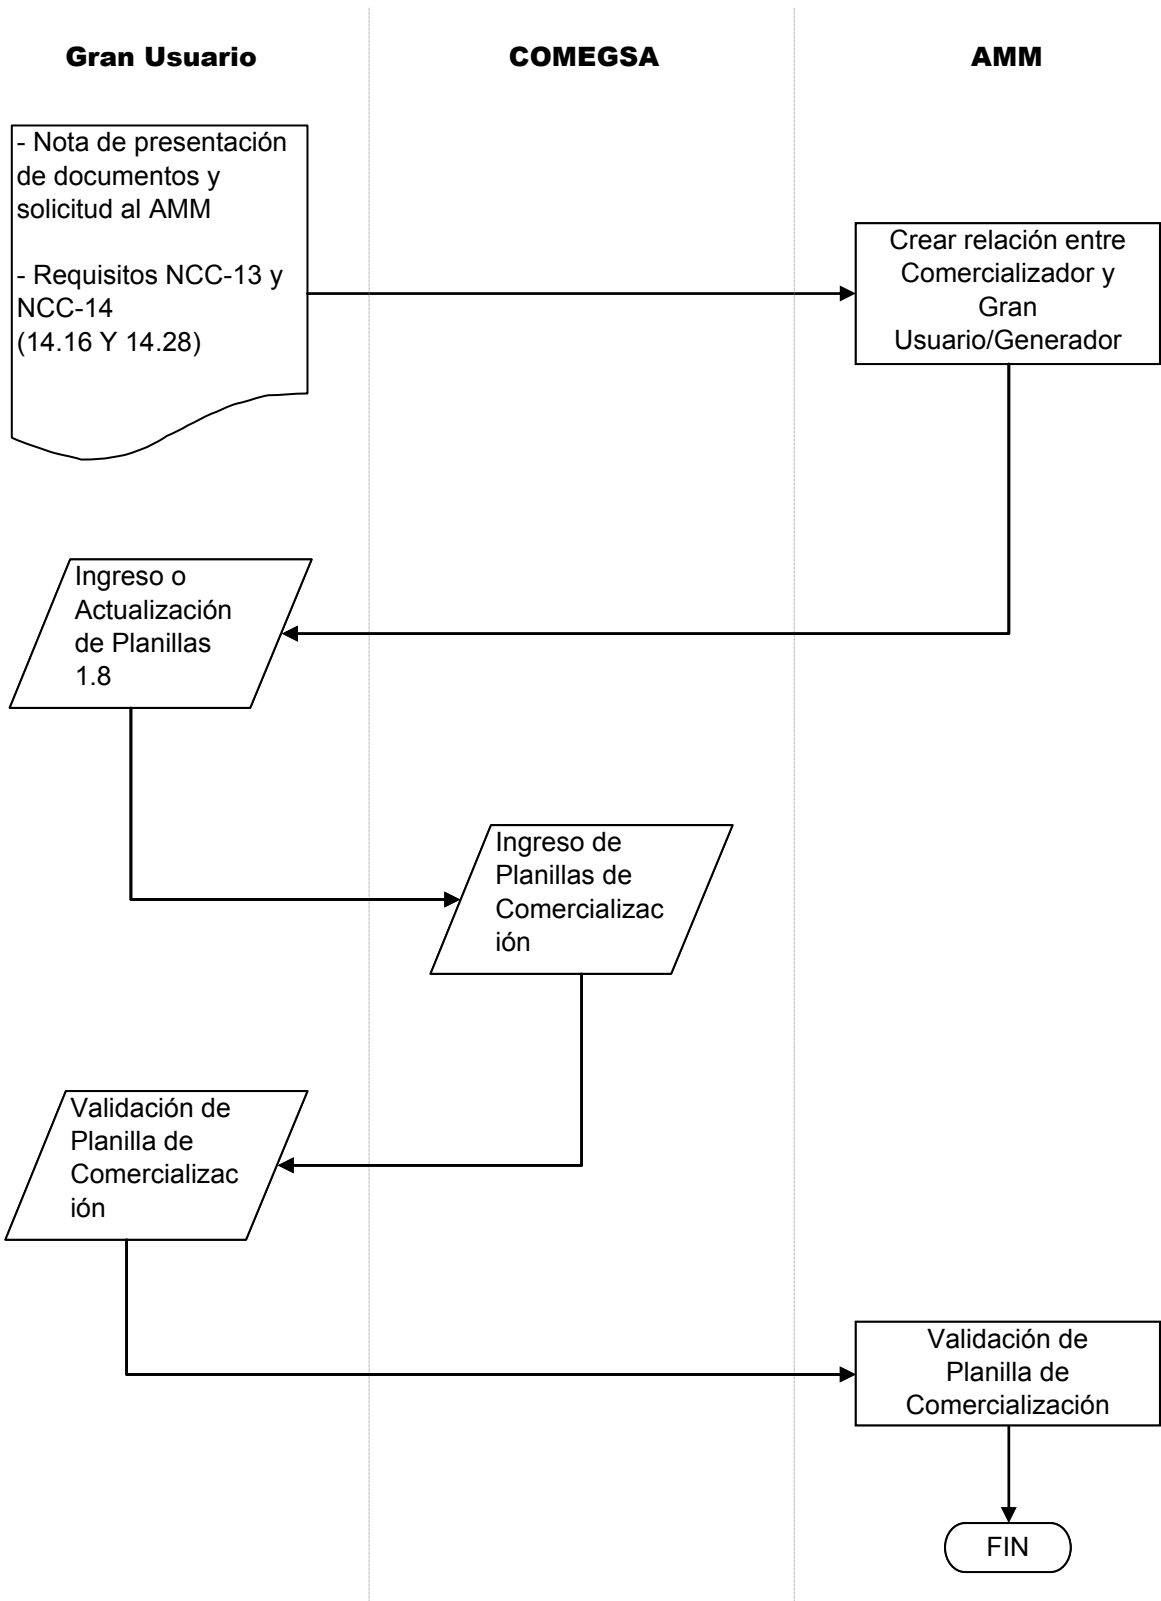 Gran Usuario
COMEGSA
AMM
- Nota de presentación
de documentos y
solicitud al AMM
- Requisitos NCC-13 y
NCC-14
(14.16 Y 14.28)
Crear relación entre
Comercializador y
Gran
Usuario/Generador
Ingreso o
Actualización
de Planillas
1.8
Ingreso de
Planillas de
Comercializac
ión
Validación de
Planilla de
Comercializac
ión
Validación de
Planilla de
Comercialización
FIN